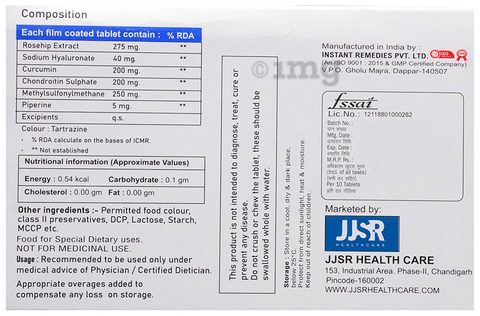 Composition
Each film coated tablet contain : % RDA
Rosehip Extract 275 mg. **
Sodium Hyaluronate 40 mg. **
Curcumin 200 mg. **
Chondroitin Sulphate 200 mg. **
Methylsulfonylmethane 250 mg. **
Piperine 5 mg. **
Excipients q.s.
Colour : Tartrazine
- % RDA calculate on the bases of ICMR.
- ** Not established
Nutritional information (Approximate Values)
Energy : 0.54 kcal Carbohydrate : 0.1 gm
Cholesterol : 0.00 gm Fat : 0.00 gm
Other ingredients :- Permitted food colour,
class II preservatives, DCP, Lactose, Starch,
MCCP etc.
Food for Special Dietary uses.
NOT FOR MEDICINAL USE.
Usage : Recommended to be used only under
medical advice of Physician / Certified Dietician.
Appropriate overages added to
compensate any loss on storage.
This product is not intended to diagnose, treat, cure or
prevent any disease.
Do not crush or chew the tablet, these should be
swallowed whole with water.
Storage : Store in a cool, dry & dark place.
below 25°C.
Protect from direct sunlight, heat & moisture.
Keep out of reach of children.
1mg
Manufactured in India by :
INSTANT REMEDIES PVT. LTD.
(An ISO 9001 : 2015 & GMP Certified Company)
V.P.O. Gholu Majra, Dappar-140507
ISO
fssai
Lic.No.: 12118801000282
Batch No.:
Mfg. Date :
Exp. Date :
M.R.P. Rs :
(Incl. of all taxes)
Per 10 Tablets
Marketed by:
JJSR
HEALTHCARE
JJSR HEALTH CARE
153, Industrial Area. Phase-II, Chandigarh
Pincode-160002
WWW.JJSRHEALTHCARE.COM